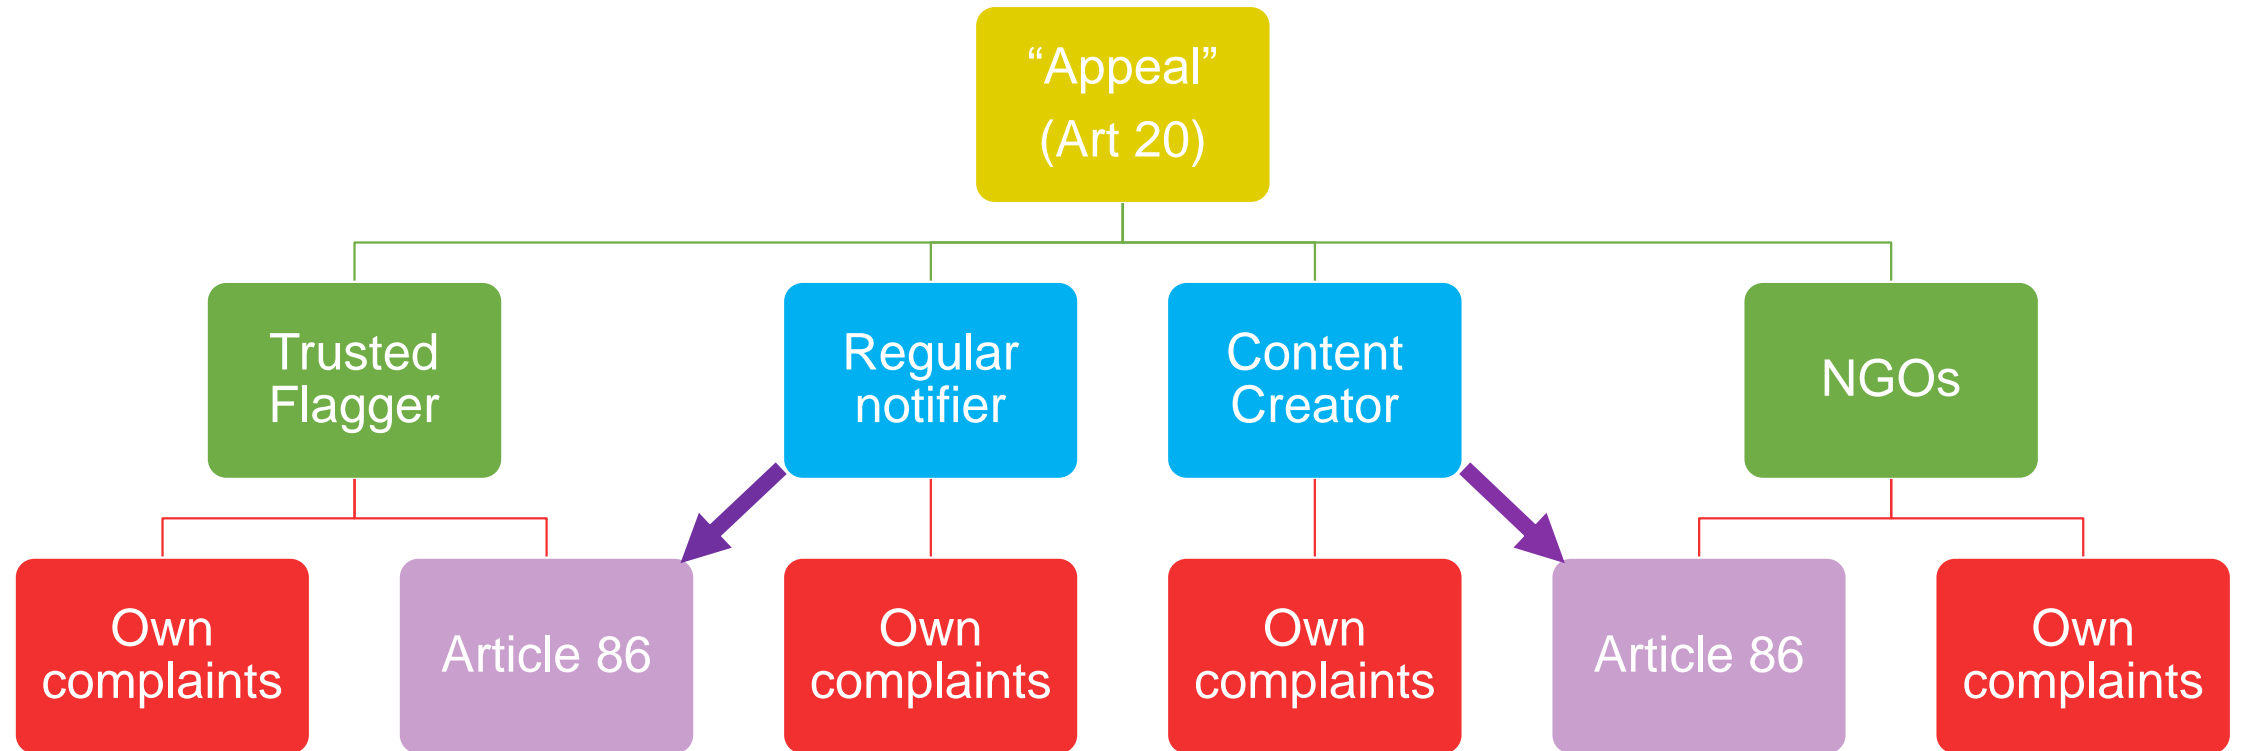 “Appeal”
(Art 20)
Trusted
Flagger
Regular
notifier
Content
Creator
NGOs
Own
complaints
Article 86
Own
complaints
Own
complaints
Article 86
Own
complaints